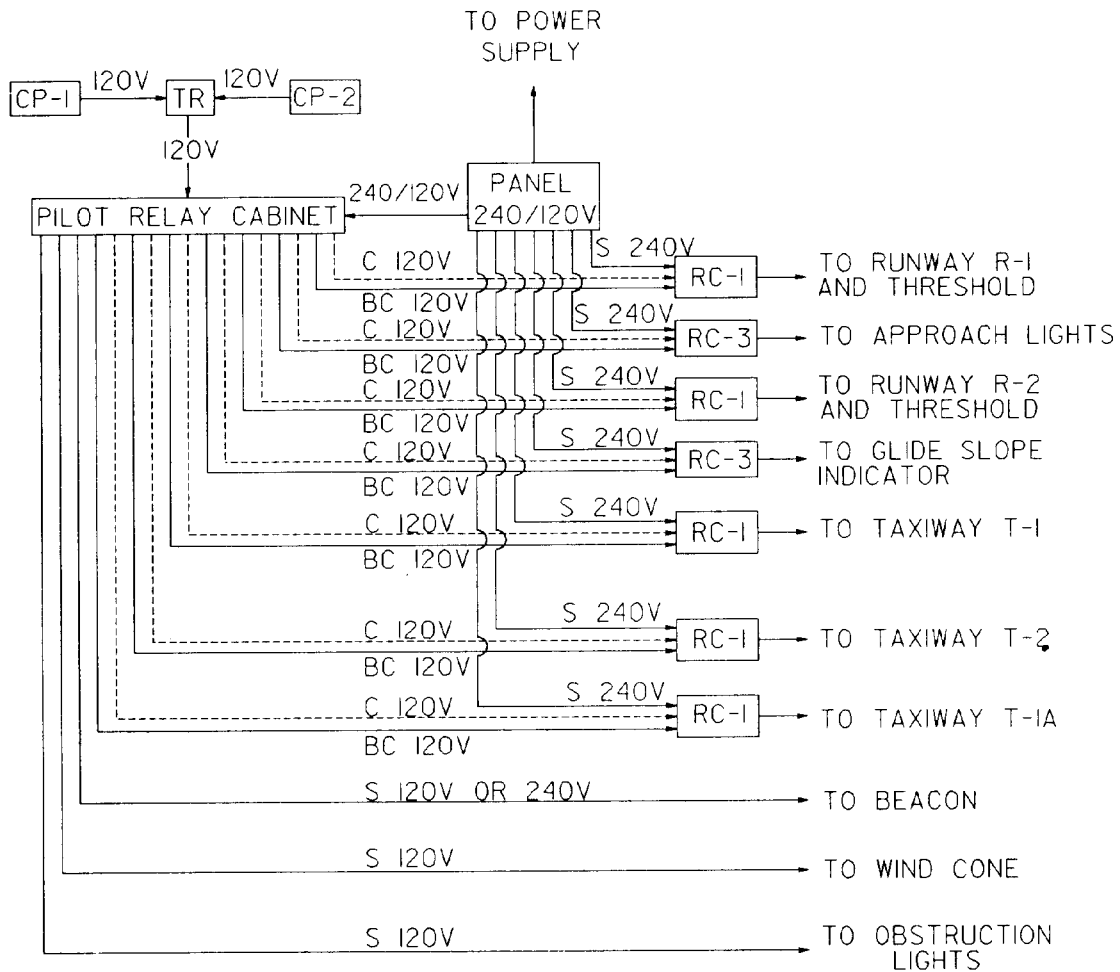 TO POWER
SUPPLY
120V
120V
CP-1
TR
CP-2
120V
PANEL
240/120V
240/120V
PILOT RELAY CABINET
S 240V
C 120V
RC-1
TO RUNWAY R-1
AND THRESHOLD
BC 120V
S 240V
C 120V
RC-3
TO APPROACH LIGHTS
BC 120V
S 240V
C 120V
RC-1
TO RUNWAY R-2
AND THRESHOLD
BC 120V
S 240V
C 120V
RC-3
TO GLIDE SLOPE
INDICATOR
BC 120V
S 240V
C 120V
RC-1
TO TAXIWAY T-1
BC 120V
S 240V
C 120V
RC-1
TO TAXIWAY T-2
BC 120V
S 240V
C 120V
RC-1
TO TAXIWAY T-1A
BC 120V
S 120V OR 240V
TO BEACON
S 120V
TO WIND CONE
S 120V
TO OBSTRUCTION
LIGHTS